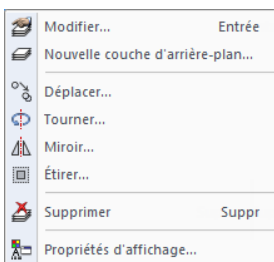 Modifier... Entrée
Nouvelle couche d'arrière-plan...
Déplacer...
Tourner...
Miroir...
Étirer...
Supprimer Suppr
Propriétés d'affichage...